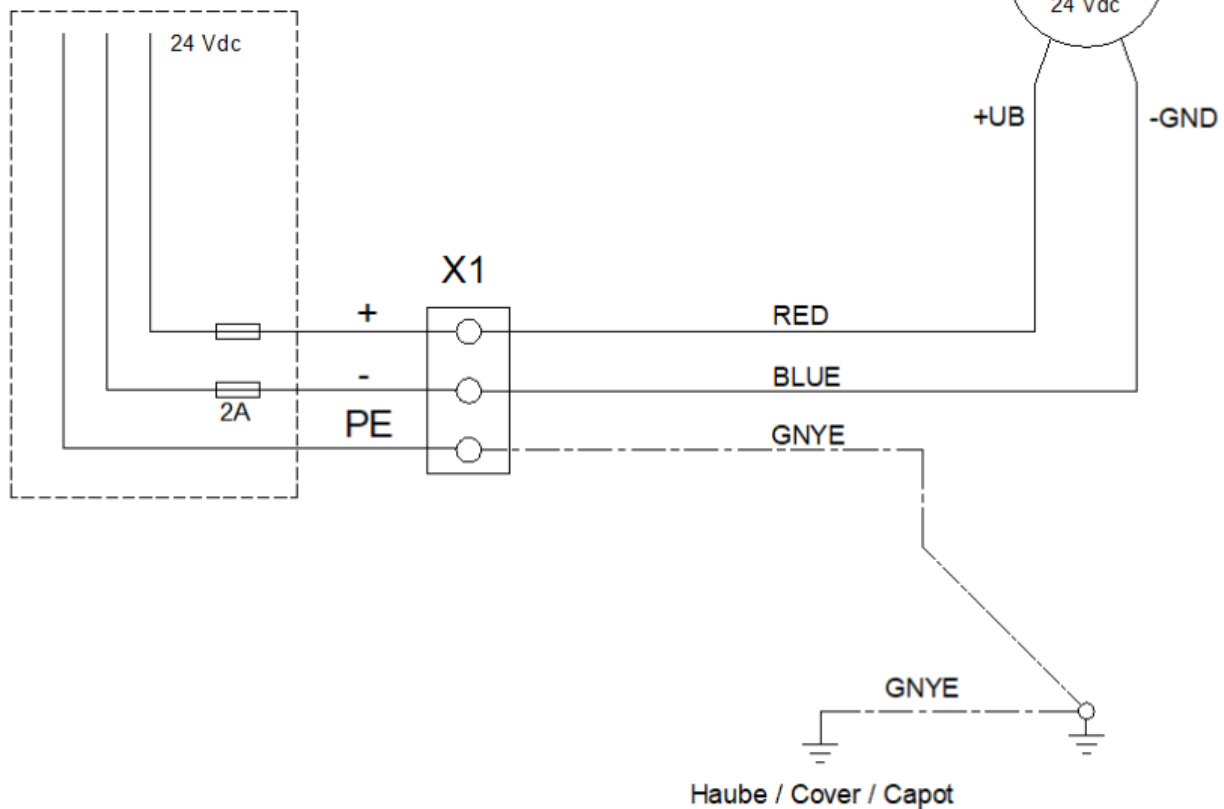 24 Vdc
24 Vdc
+UB
-GND
X1
+
RED
-
BLUE
2A
PE
GNYE
GNYE
Haube / Cover / Capot